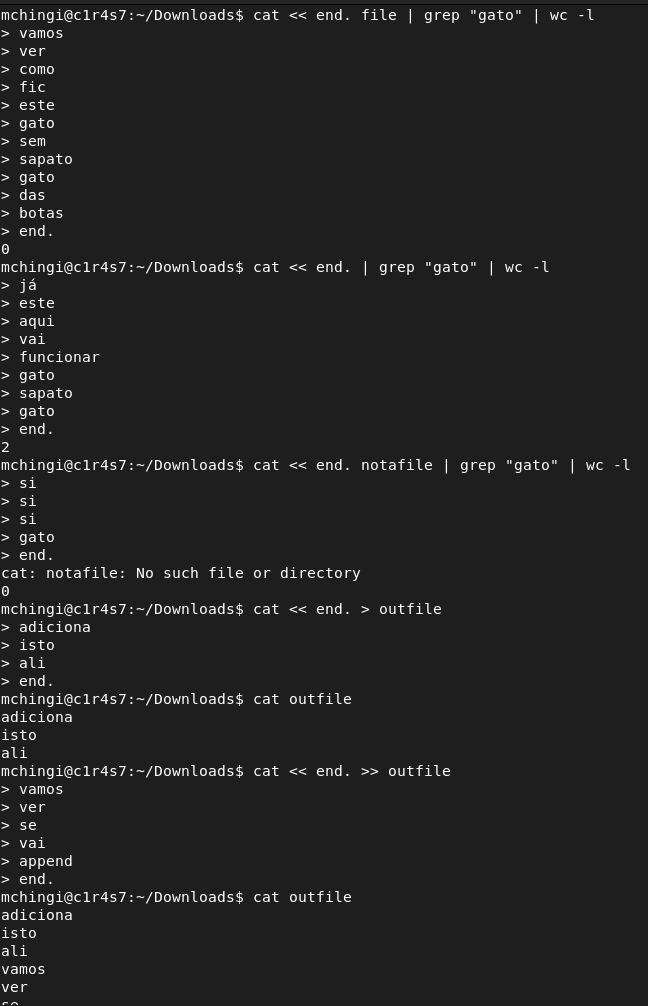 mchingi@c1r4s7:~/Downloads$ cat << end. file | grep "gato" | wc -l
> vamos
> ver
> como
> fic
> este
> gato
> sem
> sapato
> gato
> das
> botas
> end.
0
mchingi@c1r4s7:~/Downloads$ cat << end. | grep "gato" | wc -l
> já
> este
> aqui
> vai
> funcionar
> gato
> sapato
> gato
> end.
2
mchingi@c1r4s7:~/Downloads$ cat << end. notafile | grep "gato" | wc -l
> si
> si
> si
> gato
> end.
cat: notafile: No such file or directory
0
mchingi@c1r4s7:~/Downloads$ cat << end. > outfile
> adiciona
> isto
> ali
> end.
mchingi@c1r4s7:~/Downloads$ cat outfile
adiciona
isto
ali
mchingi@c1r4s7:~/Downloads$ cat << end. >> outfile
> vamos
> ver
> se
> vai
> append
> end.
mchingi@c1r4s7:~/Downloads$ cat outfile
adiciona
isto
ali
vamos
ver
se